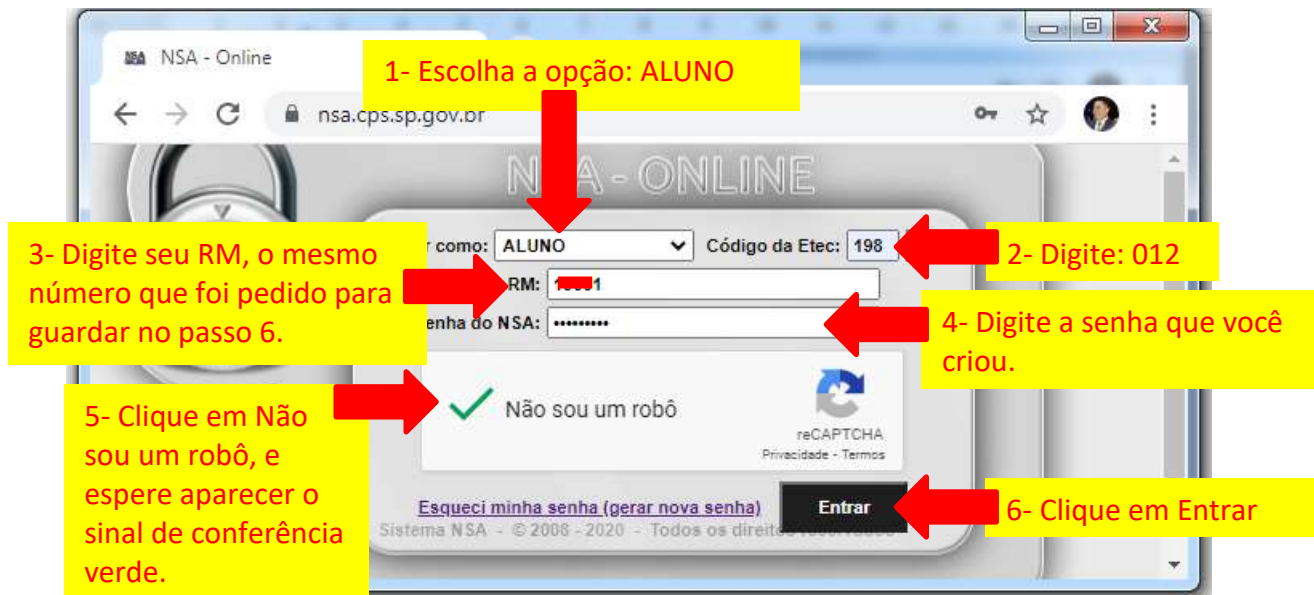 NSA - Online
1- Escolha a opção: ALUNO
nsa.cps.sp.gov.br
- ONLINE
3- Digite seu RM, o mesmo
número que foi pedido para
guardar no passo 6.
como: ALUNO
Código da Etec: 198
2- Digite: 012
RM:
do NSA:
4- Digite a senha que você
criou.
5- Clique em Não
sou um robô, e
espere aparecer o
sinal de conferência
verde.
Não sou um robô
reCAPTCHA
Privacidade - Termos
Esqueci minha senha (gerar nova senha)
Entrar
6- Clique em Entrar
Sistema NSA - © 2008 - 2020 - Todos os